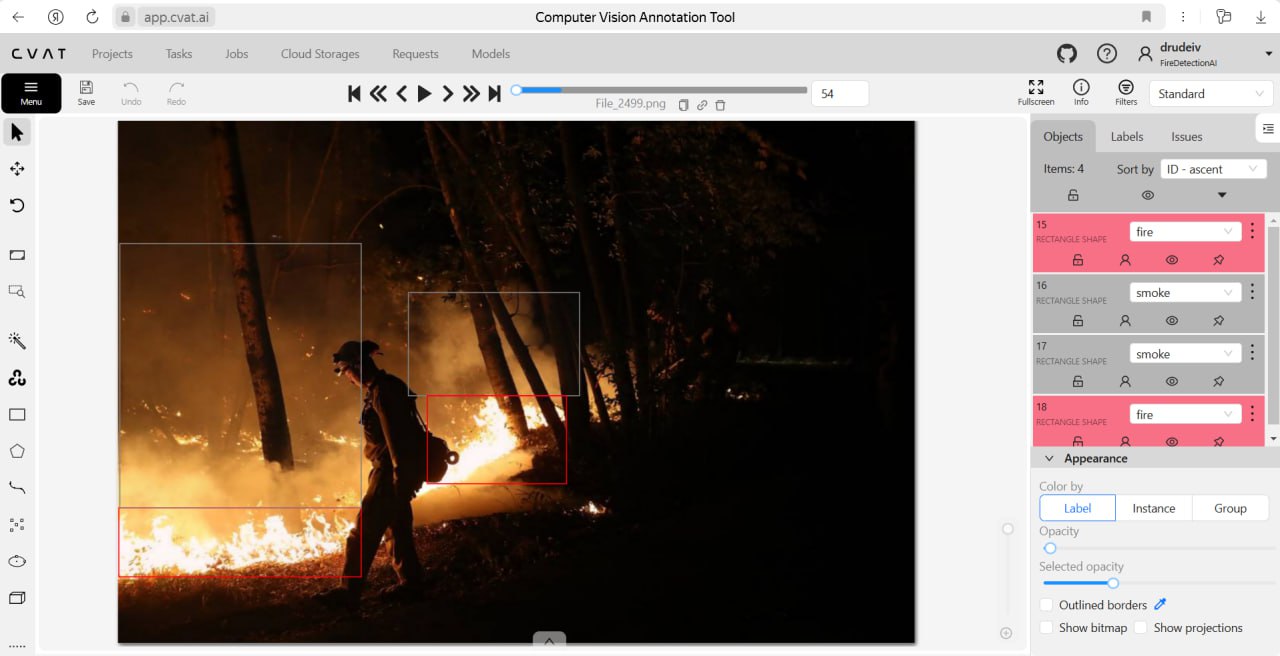 app.cvat.ai
Computer Vision Annotation Tool
CVAT
Projects
Tasks
Jobs
Cloud Storages
Requests
Models
drudeiv
FireDetectionAI
Menu
Save
Undo
Redo
File_2499.png
54
Fullscreen
Info
Filters
Standard
Objects
Labels
Issues
Items: 4
Sort by
ID - ascent
15
RECTANGLE SHAPE
fire
16
RECTANGLE SHAPE
smoke
17
RECTANGLE SHAPE
smoke
18
RECTANGLE SHAPE
fire
Appearance
Color by
Label
Instance
Group
Opacity
Selected opacity
Outlined borders
Show bitmap
Show projections